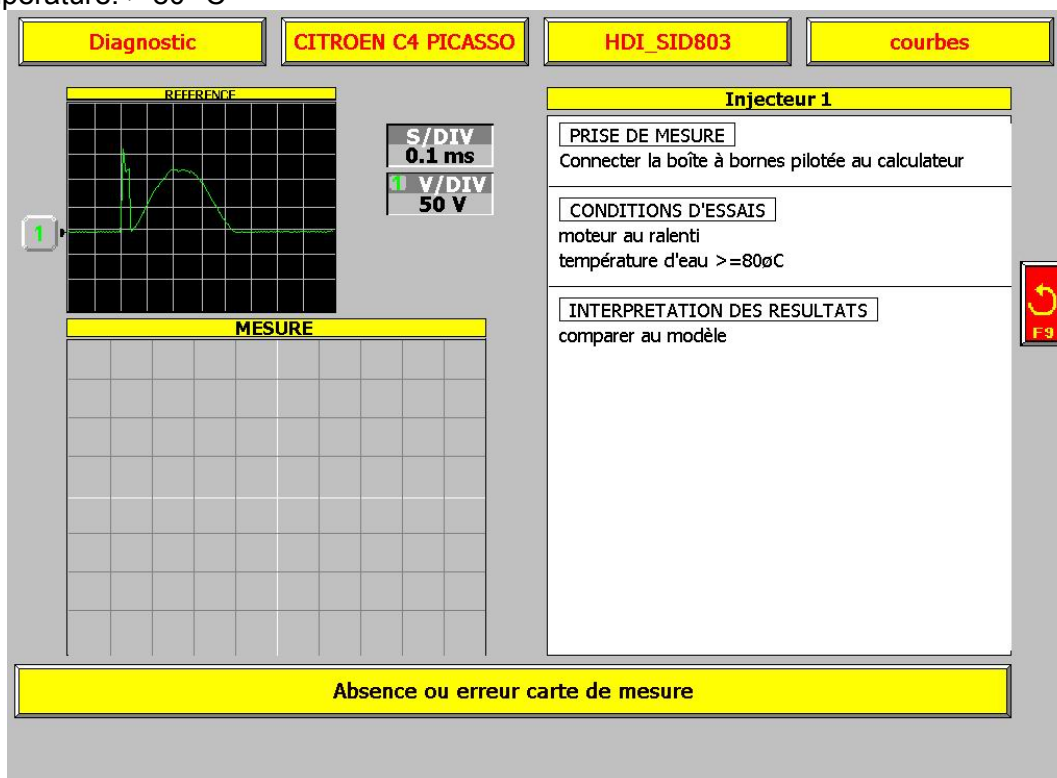 Diagnostic
CITROEN C4 PICASSO
HDI_SID803
courbes
REFERENCE
S/DIV
0.1 ms
1 V/DIV
50 V
1
MESURE
Injecteur 1
PRISE DE MESURE
Connecter la boîte à bornes pilotée au calculateur
CONDITIONS D'ESSAIS
moteur au ralenti
température d'eau >=80øC
INTERPRETATION DES RESULTATS
comparer au modèle
F9
Absence ou erreur carte de mesure